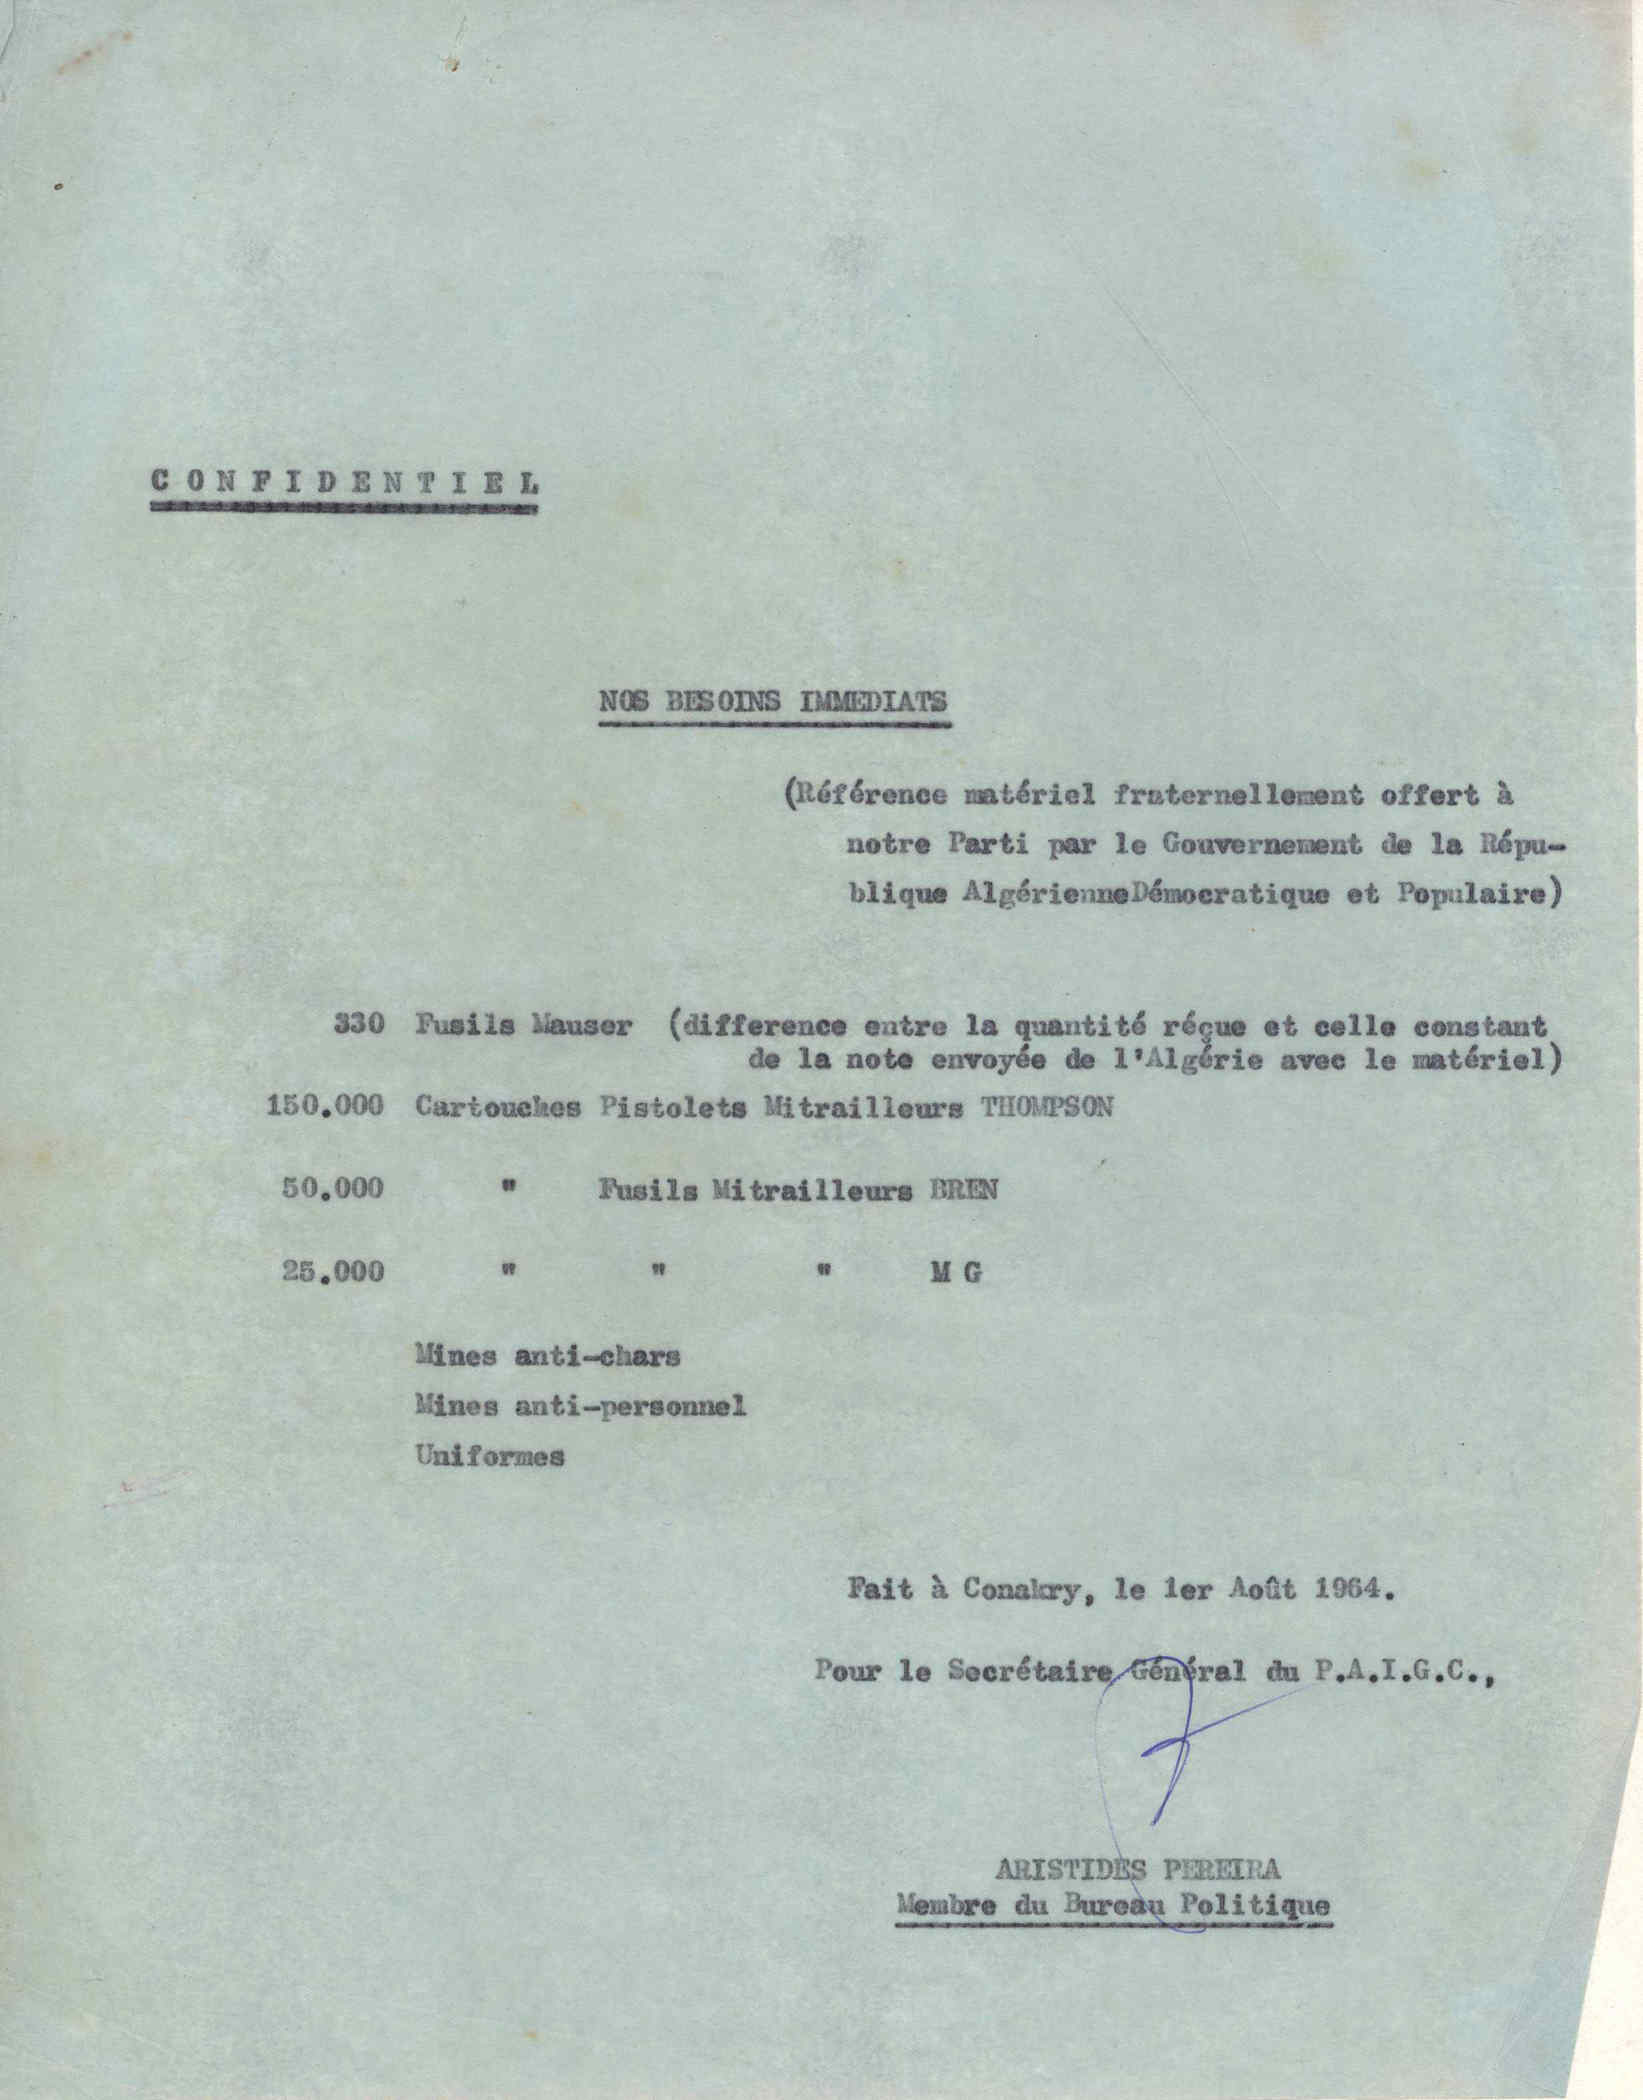 CONFIDENTIEL
NOS BESOINS IMMEDIATS
(Référence matériel fraternellement offert à
notre Parti par le Gouvernement de la Répu-
blique AlgérienneDémocratique et Populaire)
330 Fusils Mauser (difference entre la quantité réçue et celle constant
de la note envoyée de l'Algérie avec le matériel)
150.000 Cartouches Pistolets Mitrailleurs THOMPSON
50.000 " Fusils Mitrailleurs BREN
25.000 " " " M G
Mines anti-chars
Mines anti-personnel
Uniformes
Fait à Conakry, le 1er Août 1964.
Pour le Secrétaire Général du P.A.I.G.C.,
ARISTIDES PEREIRA
Membre du Bureau Politique